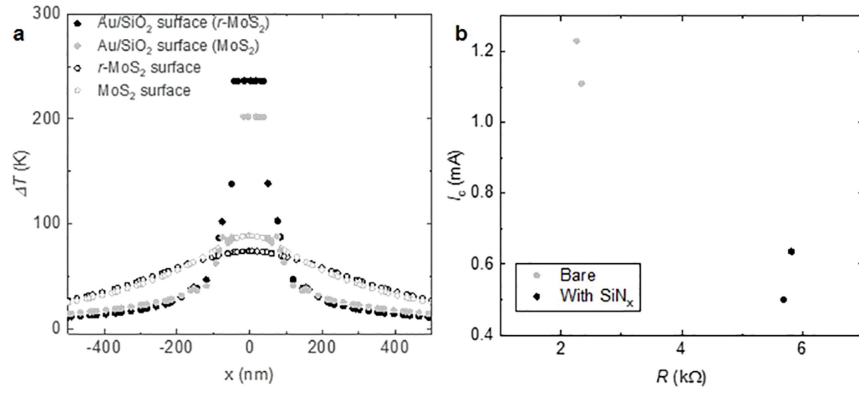 a
Au/SiO₂ surface (r-MoS₂)
Au/SiO₂ surface (MoS₂)
r-MoS₂ surface
MoS₂ surface
300
200
100
0
ΔT (K)
-400
-200
0
200
400
x (nm)
b
1.2
1.0
0.8
0.6
0.4
I_c (mA)
Bare
With SiNₓ
2
4
6
R (kΩ)